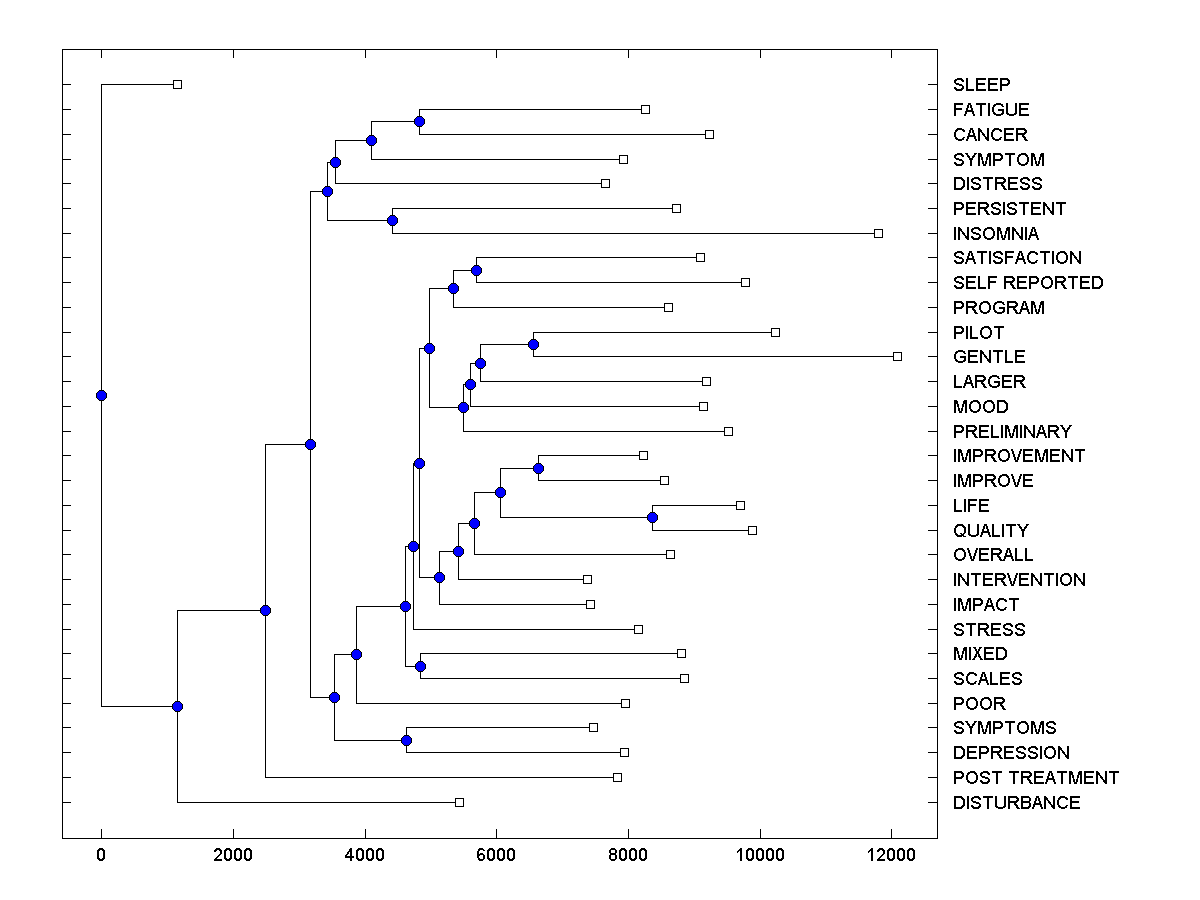 SLEEP
FATIGUE
CANCER
SYMPTOM
DISTRESS
PERSISTENT
INSOMNIA
SATISFACTION
SELF REPORTED
PROGRAM
PILOT
GENTLE
LARGER
MOOD
PRELIMINARY
IMPROVEMENT
IMPROVE
LIFE
QUALITY
OVERALL
INTERVENTION
IMPACT
STRESS
MIXED
SCALES
POOR
SYMPTOMS
DEPRESSION
POST TREATMENT
DISTURBANCE
0 2000 4000 6000 8000 10000 12000